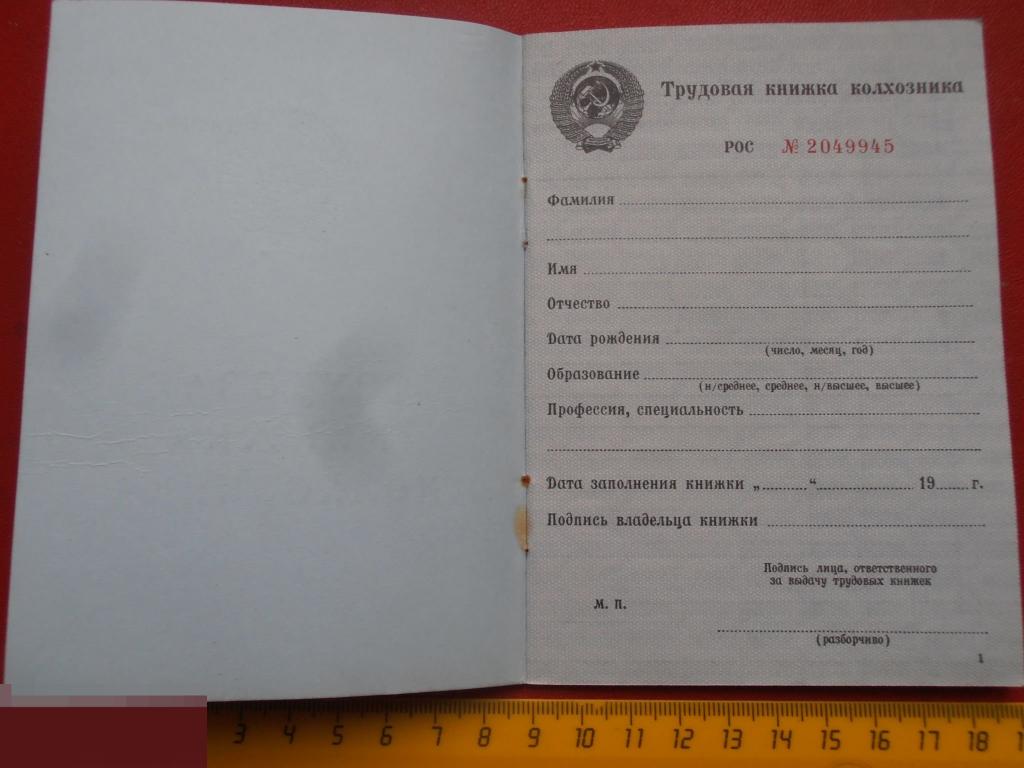 Трудовая книжка колхозника
РОС № 2049945
Фамилия
Имя
Отчество
Дата рождения
(число, месяц, год)
Образование
(н/среднее, среднее, н/высшее, высшее)
Профессия, специальность
Дата заполнения книжки „ “ 19 г.
Подпись владельца книжки
Подпись лица, ответственного
за выдачу трудовых книжек
М. П.
(разборчиво)
1
3 4 5 6 7 8 9 10 11 12 13 14 15 16 17 18 1